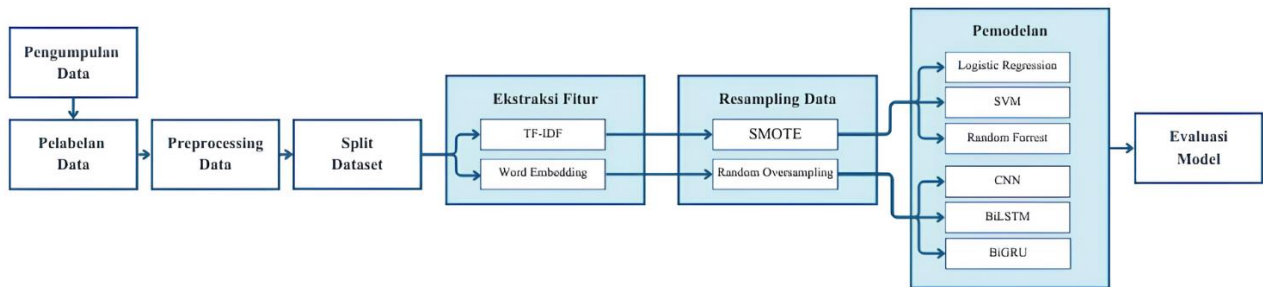 Pengumpulan
Data
Pelabelan
Data
Preprocessing
Data
Split
Dataset
Ekstraksi Fitur
TF-IDF
Word Embedding
Resampling Data
SMOTE
Random Oversampling
Pemodelan
Logistic Regression
SVM
Random Forrest
CNN
BiLSTM
BiGRU
Evaluasi
Model